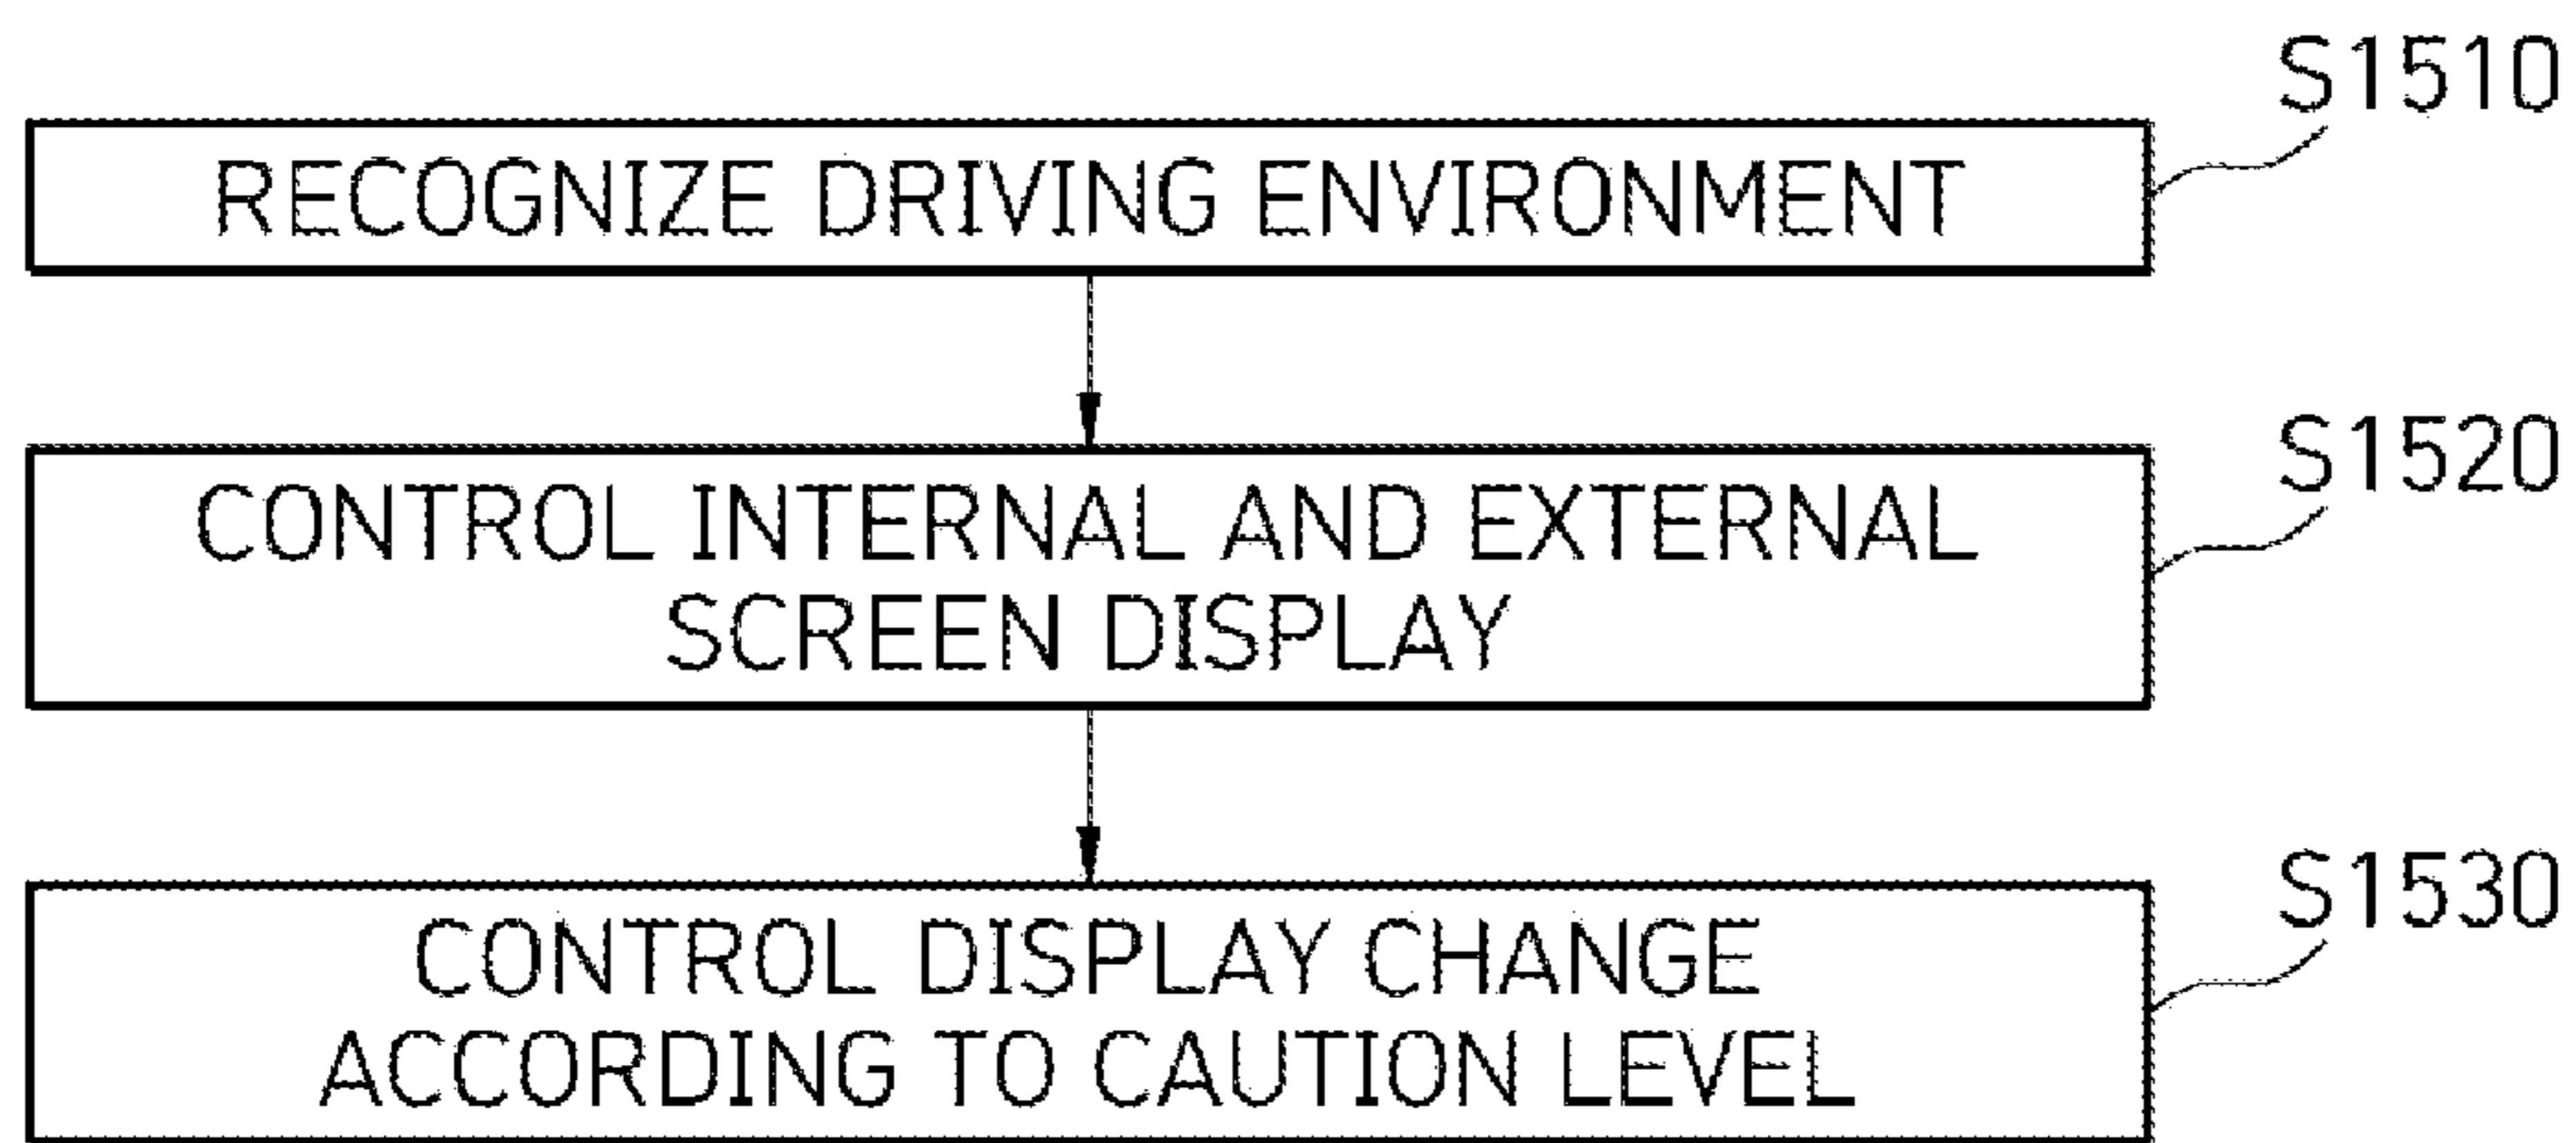 S1510
RECOGNIZE DRIVING ENVIRONMENT
S1520
CONTROL INTERNAL AND EXTERNAL
SCREEN DISPLAY
S1530
CONTROL DISPLAY CHANGE
ACCORDING TO CAUTION LEVEL